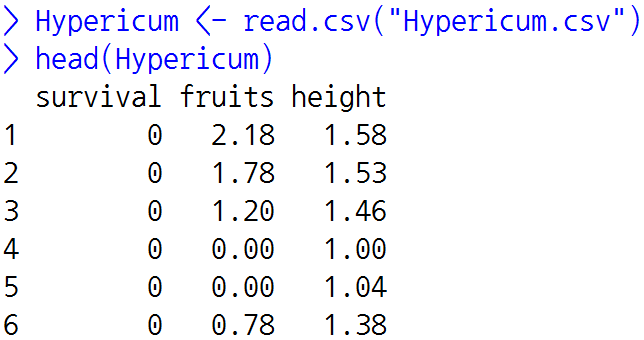 > Hypericum <- read.csv("Hypericum.csv")
> head(Hypericum)
  survival fruits height
1        0   2.18   1.58
2        0   1.78   1.53
3        0   1.20   1.46
4        0   0.00   1.00
5        0   0.00   1.04
6        0   0.78   1.38